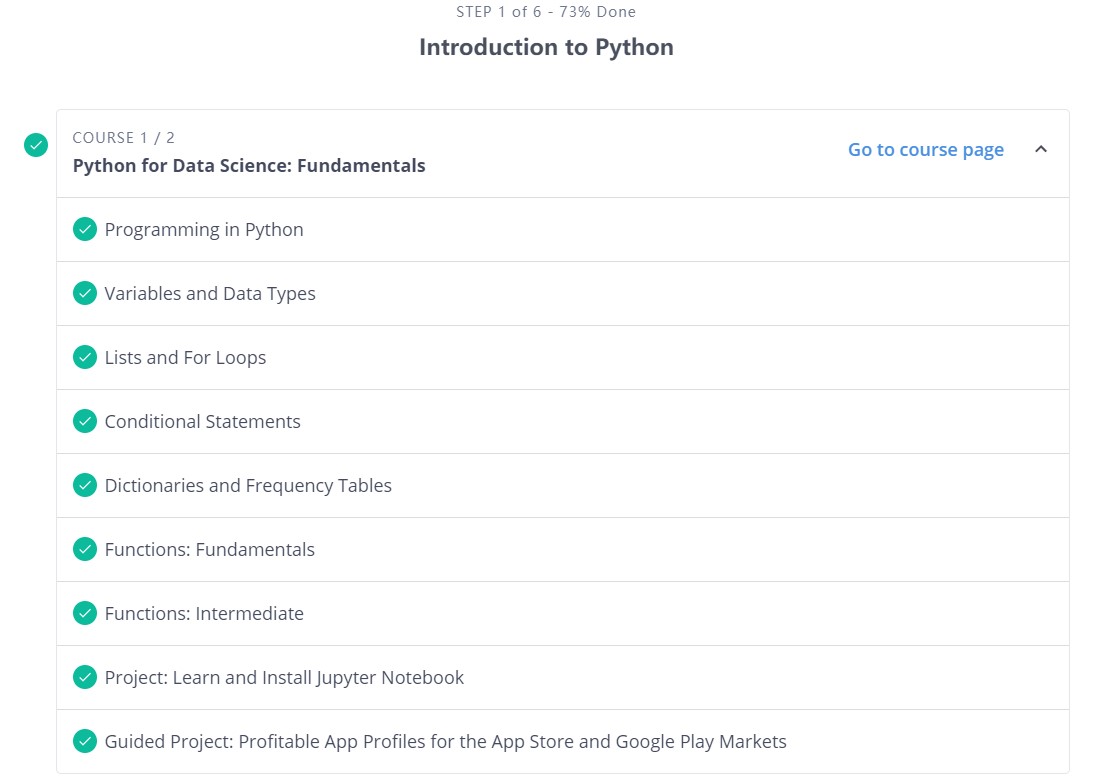 STEP 1 of 6 - 73% Done
Introduction to Python
COURSE 1 / 2
Python for Data Science: Fundamentals
Go to course page
Programming in Python
Variables and Data Types
Lists and For Loops
Conditional Statements
Dictionaries and Frequency Tables
Functions: Fundamentals
Functions: Intermediate
Project: Learn and Install Jupyter Notebook
Guided Project: Profitable App Profiles for the App Store and Google Play Markets